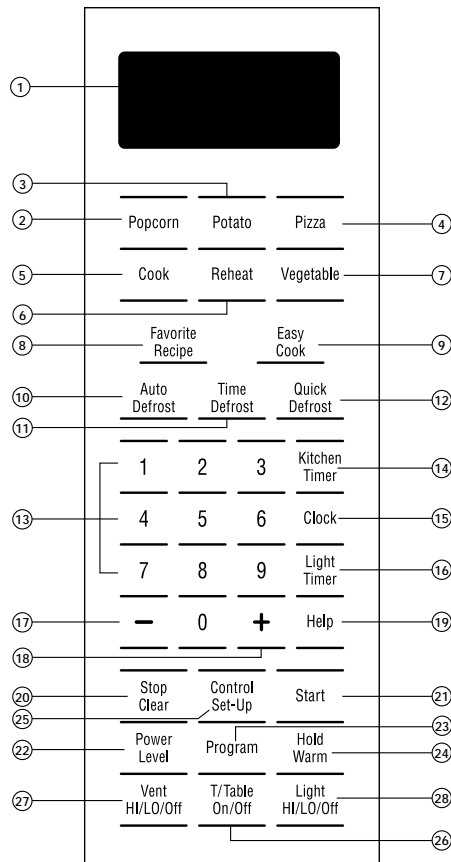 1
3
2
Popcorn
Potato
Pizza
4
5
Cook
Reheat
Vegetable
7
6
8
Favorite
Recipe
Easy
Cook
9
10
Auto
Defrost
Time
Defrost
Quick
Defrost
12
11
1
2
3
Kitchen
Timer
14
13
4
5
6
Clock
15
7
8
9
Light
Timer
16
17
−
0
+
Help
19
18
20
Stop
Clear
Control
Set-Up
Start
21
25
23
22
Power
Level
Program
Hold
Warm
24
27
Vent
HI/LO/Off
T/Table
On/Off
Light
HI/LO/Off
28
26